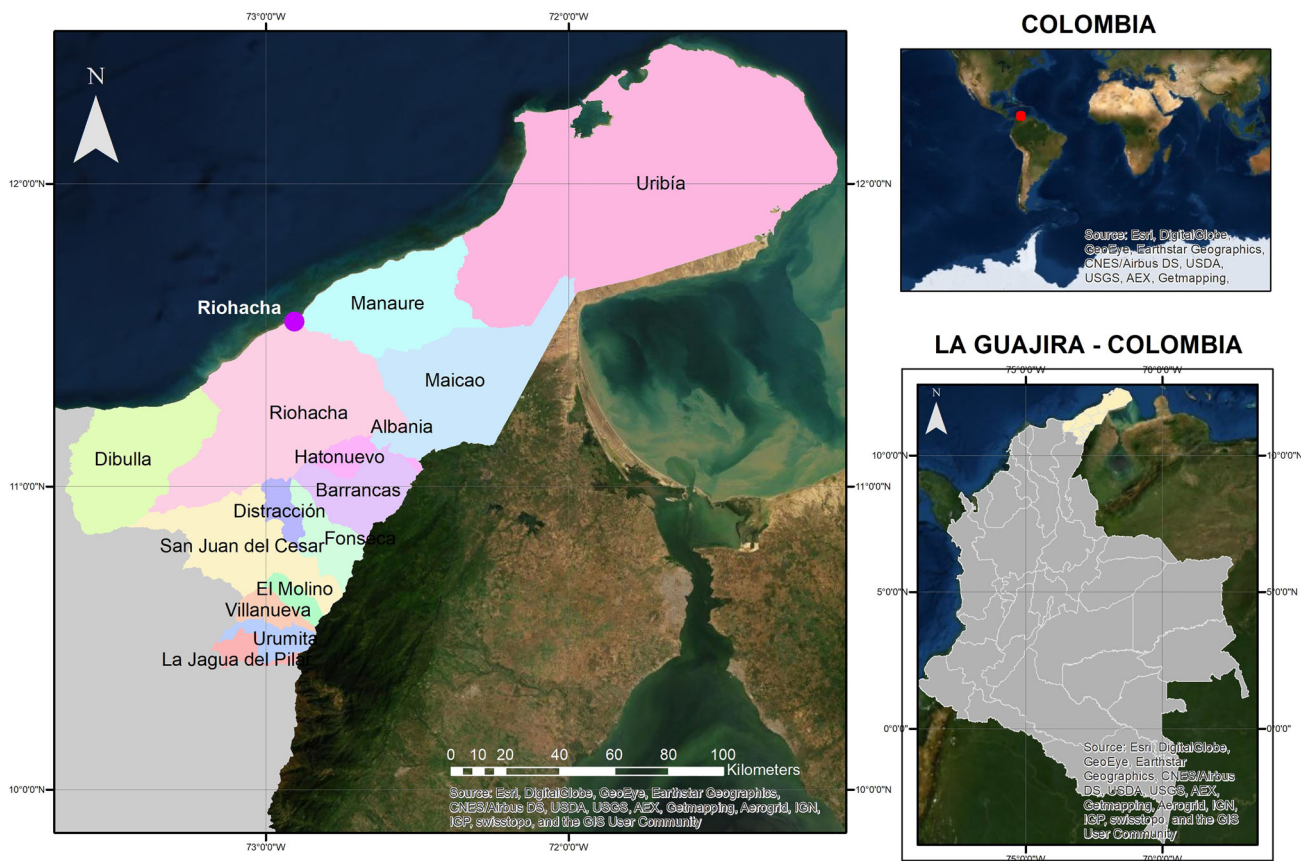 73°0'0"W
72°0'0"W
N
12°0'0"N
12°0'0"N
Uribía
Manaure
Riohacha
Maicao
Riohacha
Albania
Dibulla
Hatonuevo
Barrancas
11°0'0"N
11°0'0"N
Distracción
Fonseca
San Juan del Cesar
El Molino
Villanueva
Urumita
La Jagua del Pilar
0 10 20 40 60 80 100
Kilometers
Source: Esri, DigitalGlobe, GeoEye, Earthstar Geographics,
CNES/Airbus DS, USDA, USGS, AEX, Getmapping, Aerogrid, IGN,
IGP, swisstopo, and the GIS User Community
10°0'0"N
10°0'0"N
73°0'0"W
72°0'0"W
COLOMBIA
Source: Esri, DigitalGlobe,
GeoEye, Earthstar Geographics,
CNES/Airbus DS, USDA,
USGS, AEX, Getmapping,
LA GUAJIRA - COLOMBIA
75°0'0"W
70°0'0"W
N
10°0'0"N
10°0'0"N
5°0'0"N
5°0'0"N
0°0'0"
0°0'0"
Source: Esri, DigitalGlobe,
GeoEye, Earthstar
Geographics, CNES/Airbus
DS, USDA, USGS, AEX,
Getmapping, Aerogrid, IGN,
IGP, swisstopo, and the GIS
User Community
75°0'0"W
70°0'0"W